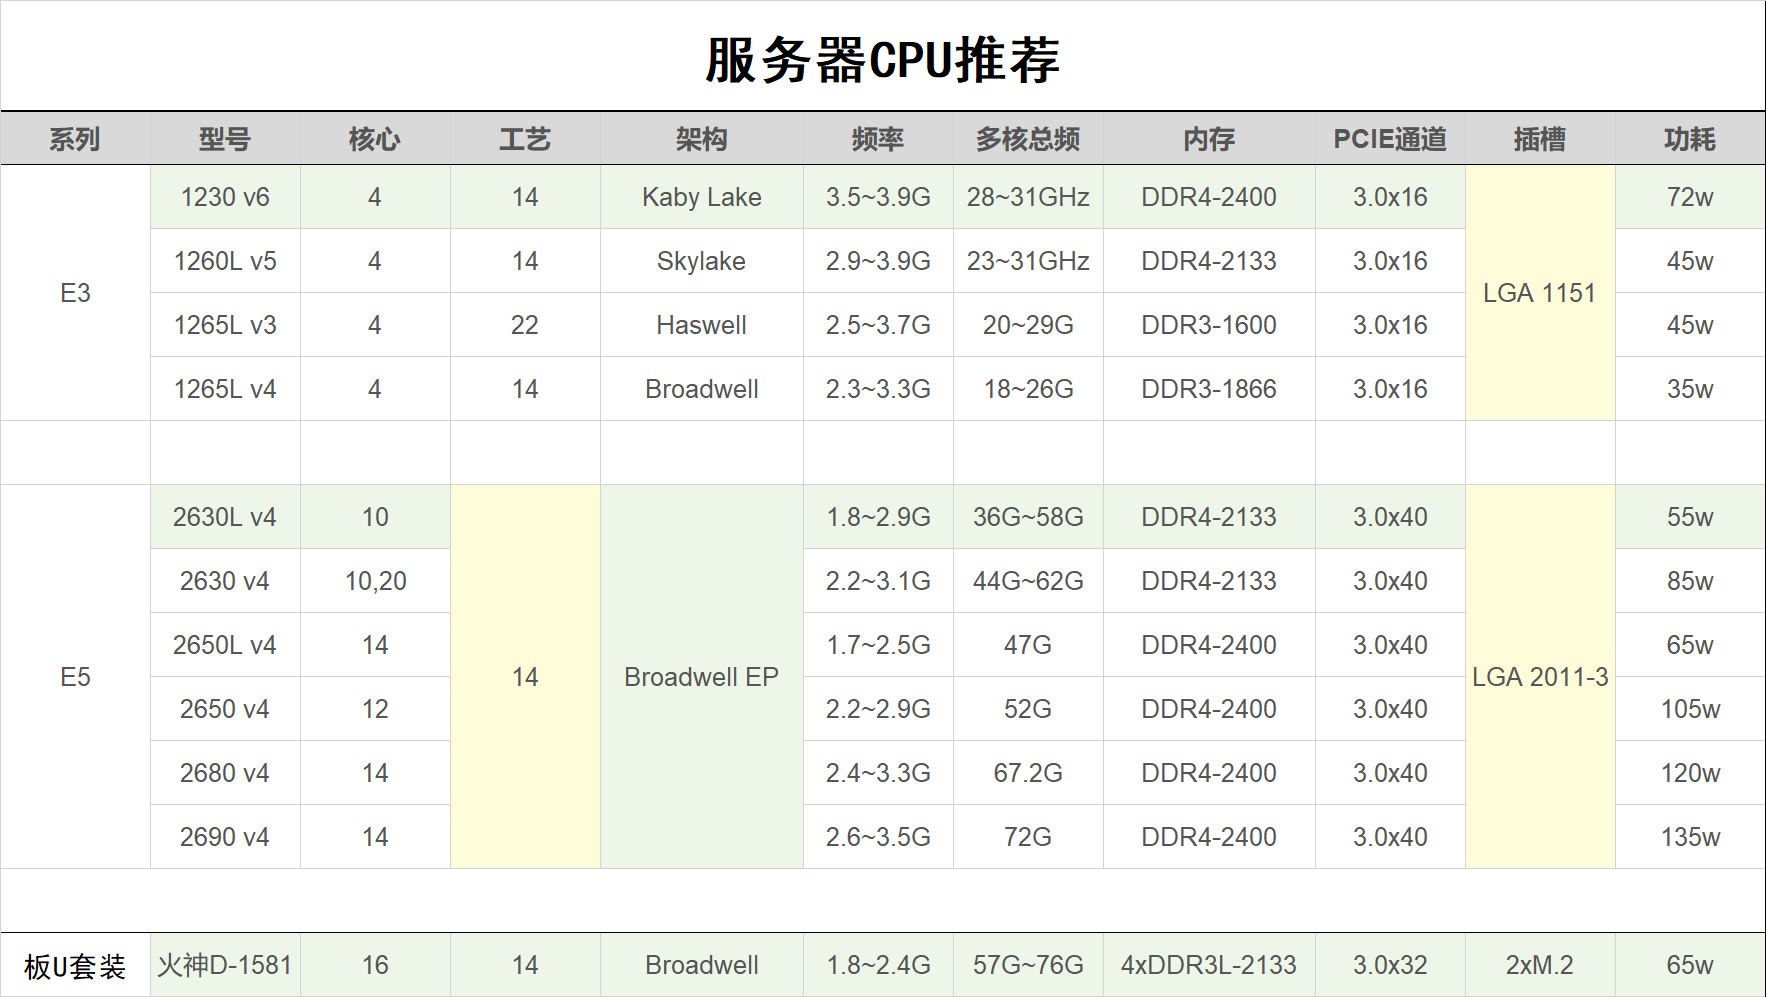 服务器CPU推荐
系列 型号 核心 工艺 架构 频率 多核总频 内存 PCIE通道 插槽 功耗
E3 LGA 1151
1230 v6 4 14 Kaby Lake 3.5~3.9G 28~31GHz DDR4-2400 3.0x16 72w
1260L v5 4 14 Skylake 2.9~3.9G 23~31GHz DDR4-2133 3.0x16 45w
1265L v3 4 22 Haswell 2.5~3.7G 20~29G DDR3-1600 3.0x16 45w
1265L v4 4 14 Broadwell 2.3~3.3G 18~26G DDR3-1866 3.0x16 35w
E5 14 Broadwell EP LGA 2011-3
2630L v4 10 1.8~2.9G 36G~58G DDR4-2133 3.0x40 55w
2630 v4 10,20 2.2~3.1G 44G~62G DDR4-2133 3.0x40 85w
2650L v4 14 1.7~2.5G 47G DDR4-2400 3.0x40 65w
2650 v4 12 2.2~2.9G 52G DDR4-2400 3.0x40 105w
2680 v4 14 2.4~3.3G 67.2G DDR4-2400 3.0x40 120w
2690 v4 14 2.6~3.5G 72G DDR4-2400 3.0x40 135w
板U套装 火神D-1581 16 14 Broadwell 1.8~2.4G 57G~76G 4xDDR3L-2133 3.0x32 2xM.2 65w